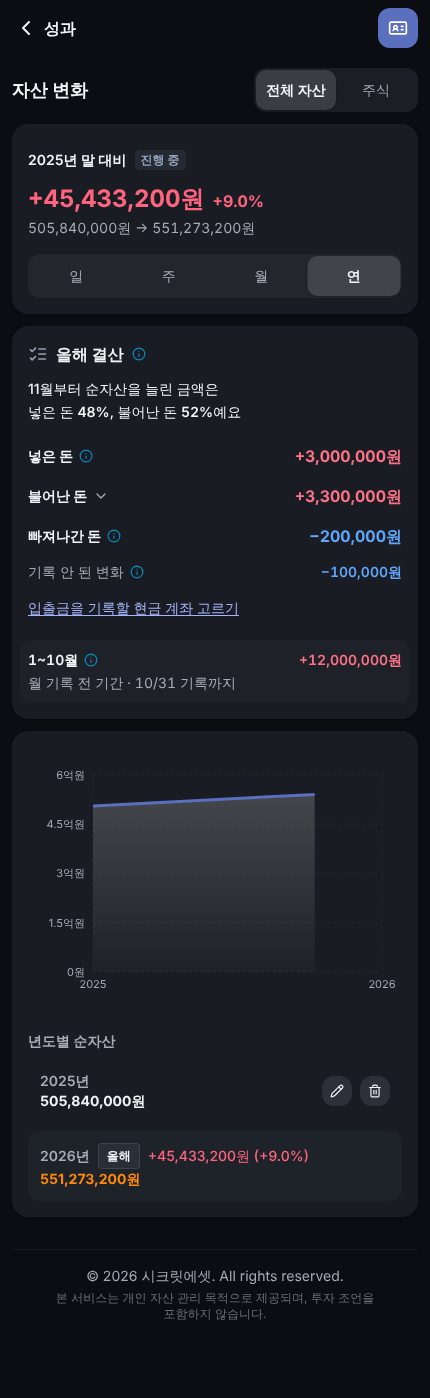 성과
자산 변화
전체 자산 주식
2025년 말 대비 진행 중
+45,433,200원 +9.0%
505,840,000원 → 551,273,200원
일 주 월 연
올해 결산
11월부터 순자산을 늘린 금액은
넣은 돈 48%, 불어난 돈 52%예요
넣은 돈 +3,000,000원
불어난 돈 +3,300,000원
빠져나간 돈 −200,000원
기록 안 된 변화 −100,000원
입출금을 기록할 현금 계좌 고르기
1~10월 +12,000,000원
월 기록 전 기간 · 10/31 기록까지
6억원
4.5억원
3억원
1.5억원
0원
2025 2026
년도별 순자산
2025년
505,840,000원
2026년 올해 +45,433,200원 (+9.0%)
551,273,200원
© 2026 시크릿에셋. All rights reserved.
본 서비스는 개인 자산 관리 목적으로 제공되며, 투자 조언을
포함하지 않습니다.